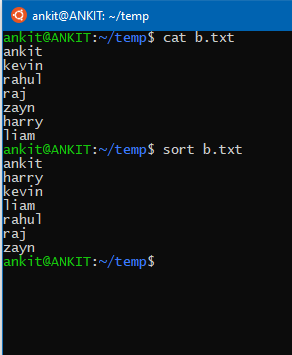 ankit@ANKIT: ~/temp
ankit@ANKIT:~/temp$ cat b.txt
ankit
kevin
rahul
raj
zayn
harry
liam
ankit@ANKIT:~/temp$ sort b.txt
ankit
harry
kevin
liam
rahul
raj
zayn
ankit@ANKIT:~/temp$